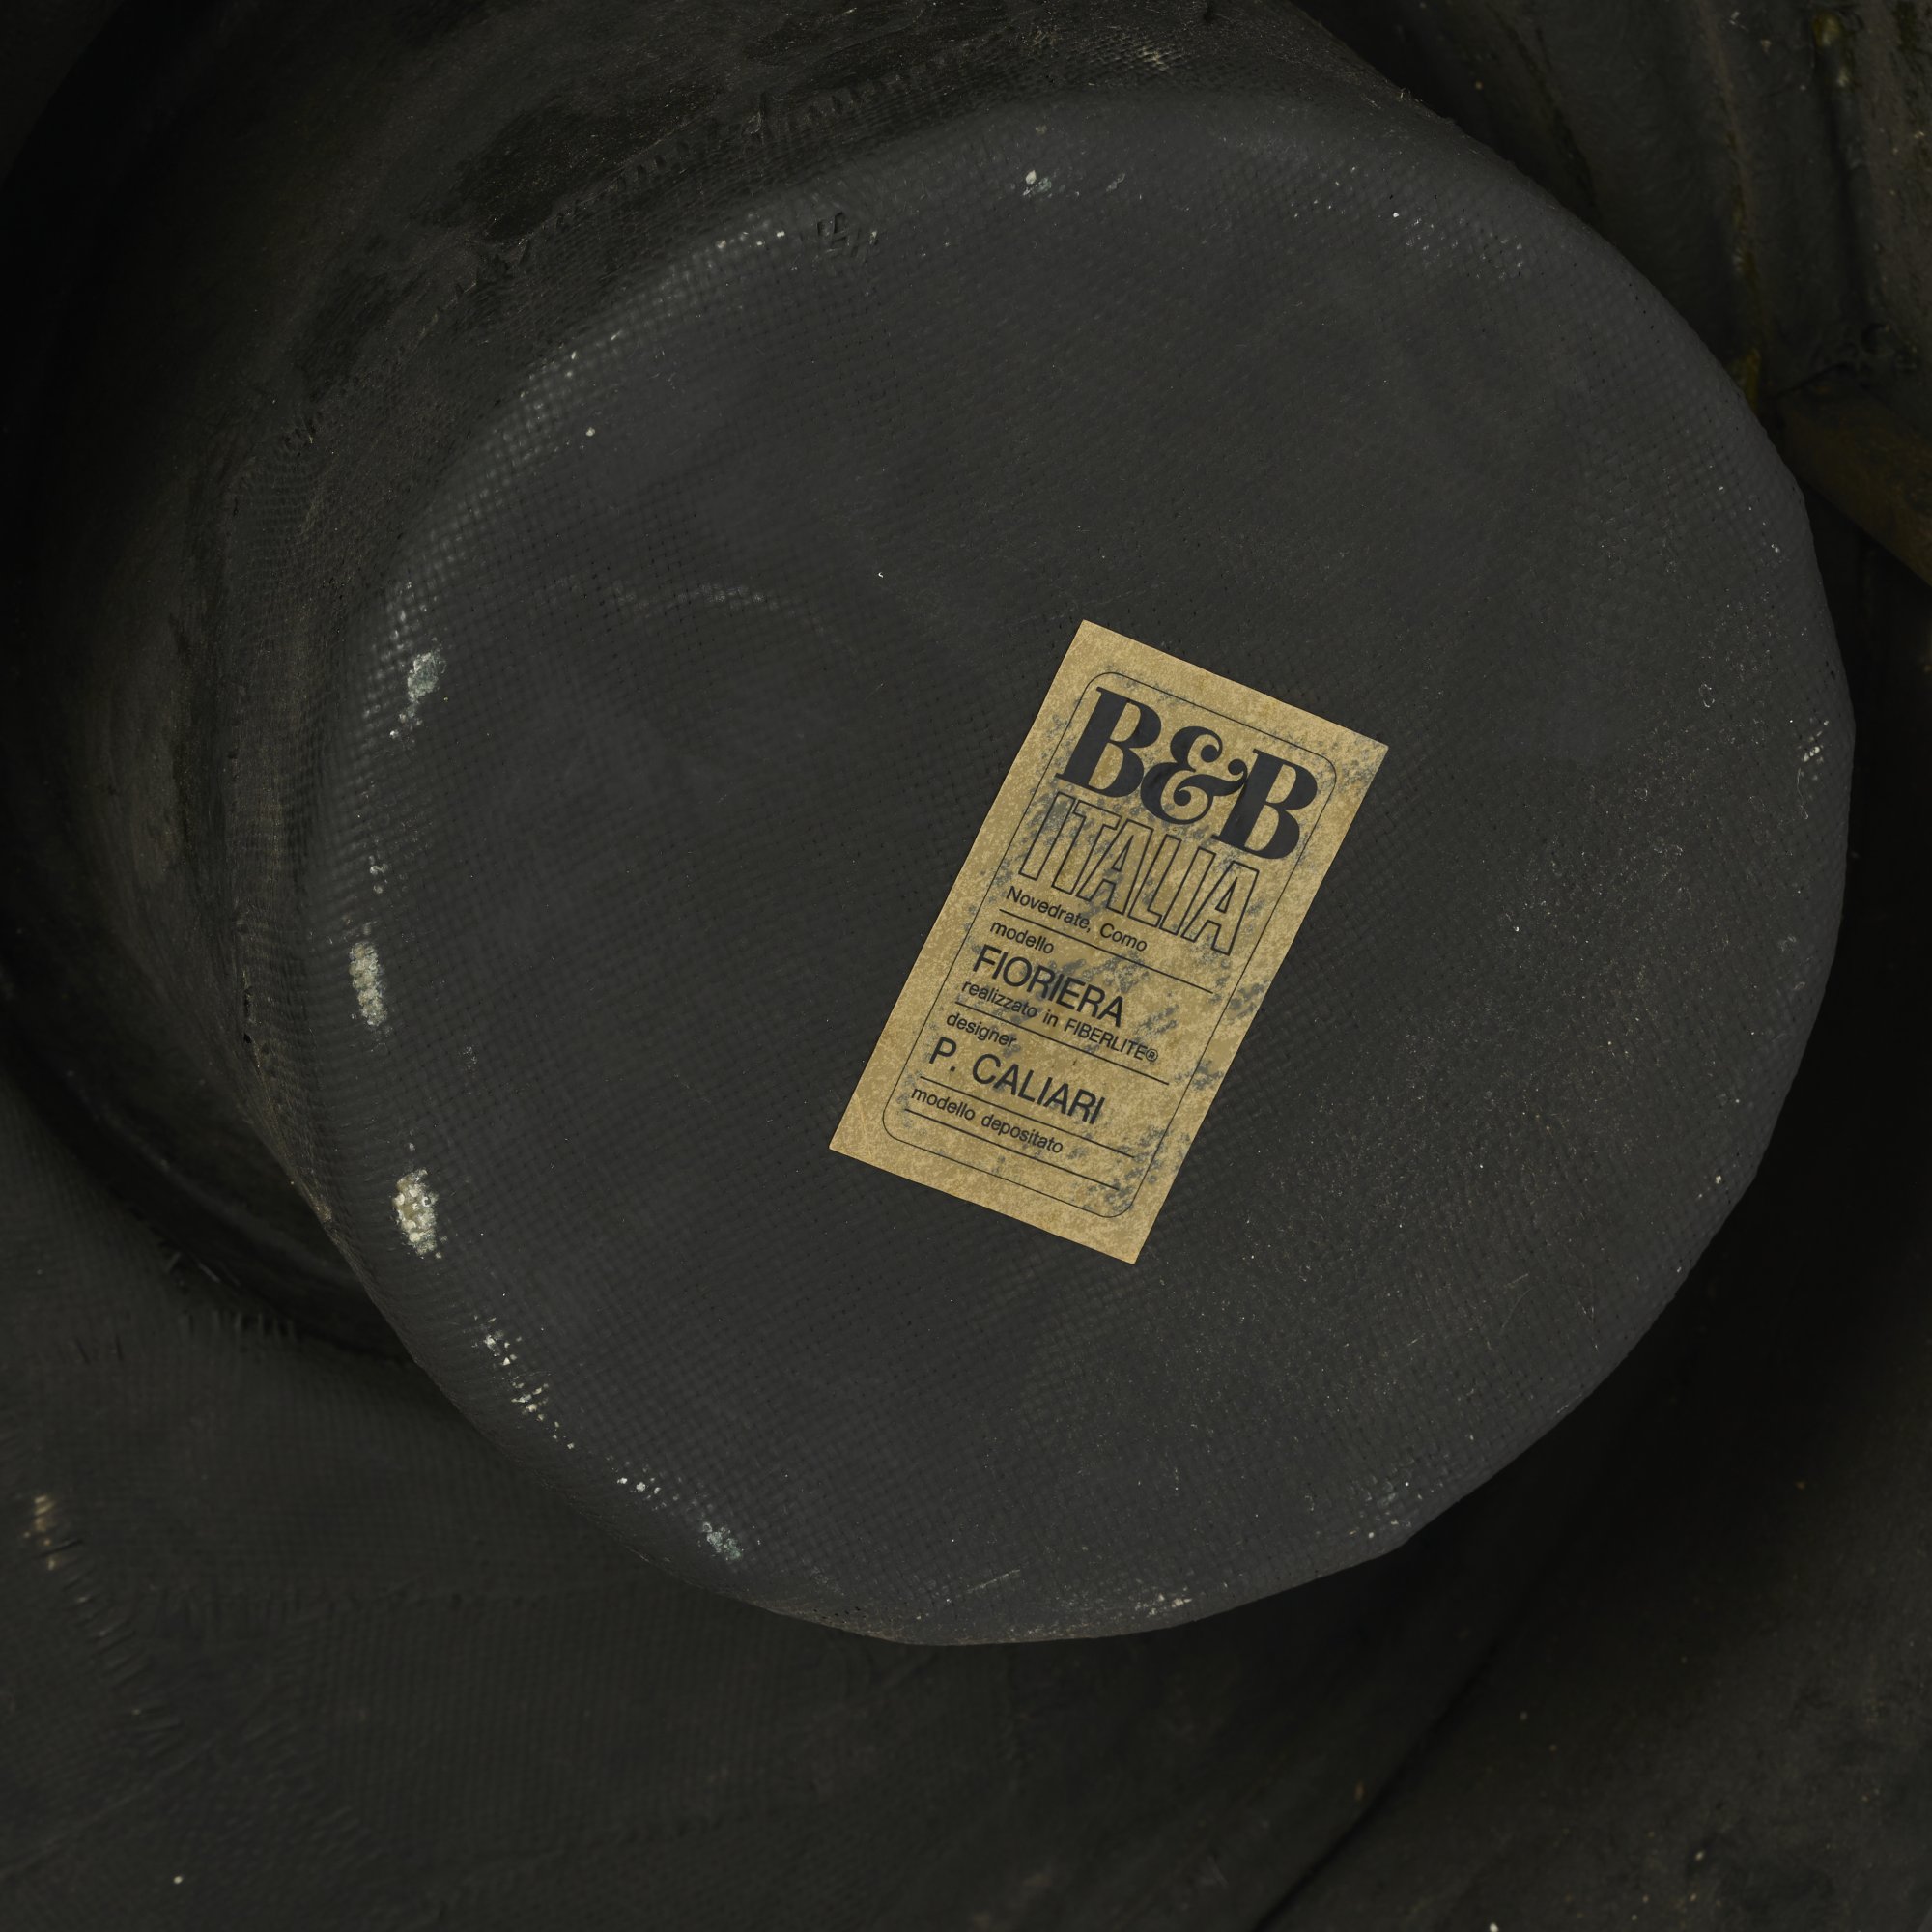 B&B
ITALIA
Novedrate, Como
modello
FIORIERA
realizzato in FIBERLITE®
designer
P. CALIARI
modello depositato